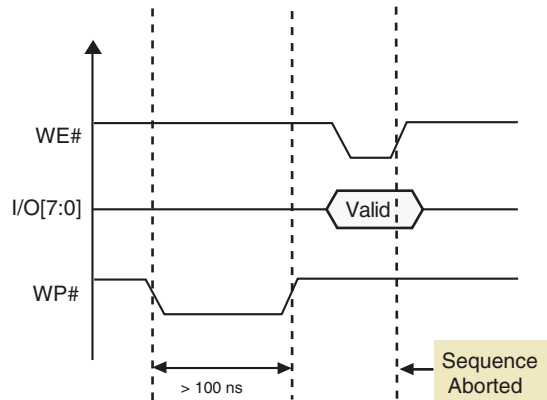 WE#
I/O[7:0]
Valid
WP#
> 100 ns
Sequence
Aborted